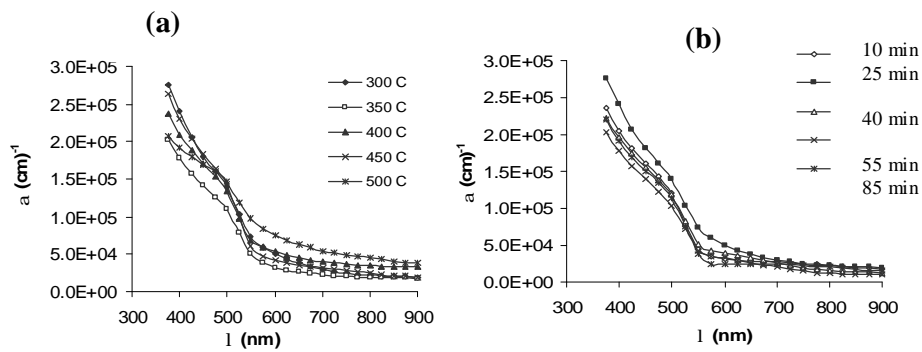 (a)
3.0E+05
2.5E+05
2.0E+05
1.5E+05
1.0E+05
5.0E+04
0.0E+00
a (cm)-1
300 400 500 600 700 800 900
l (nm)
300 C
350 C
400 C
450 C
500 C
(b)
3.0E+05
2.5E+05
2.0E+05
1.5E+05
1.0E+05
5.0E+04
0.0E+00
a (cm)-1
300 400 500 600 700 800 900
l (nm)
10 min
25 min
40 min
55 min
85 min